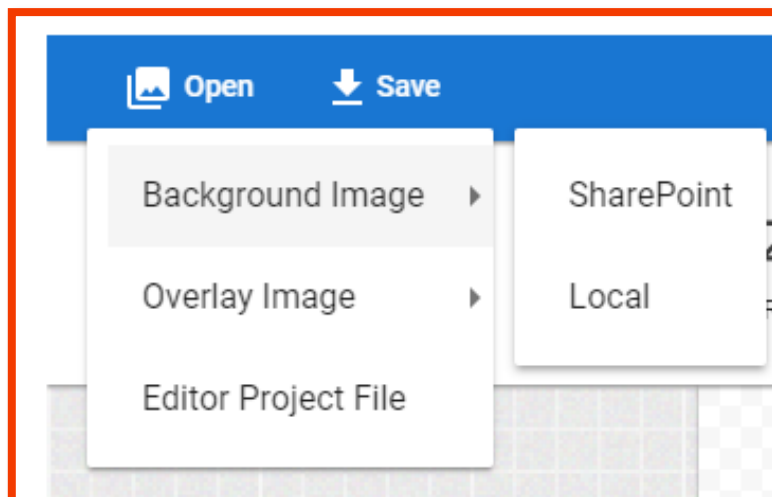 Open Save
Background Image SharePoint
Overlay Image Local
Editor Project File